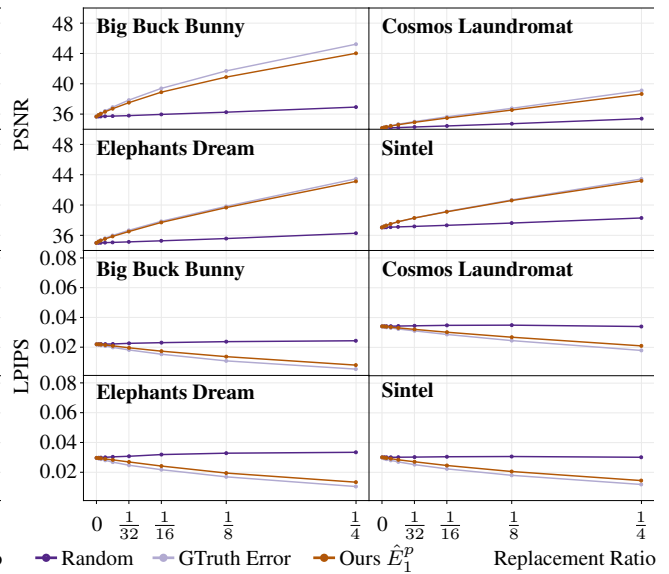 Big Buck Bunny Cosmos Laundromat
48
44
40
36
PSNR
Elephants Dream Sintel
48
44
40
36
Big Buck Bunny Cosmos Laundromat
0.08
0.06
0.04
0.02
LPIPS
Elephants Dream Sintel
0.08
0.06
0.04
0.02
0 1/32 1/16 1/8 1/4 0 1/32 1/16 1/8 1/4
Random GTruth Error Ours Ê₁ᵖ Replacement Ratio